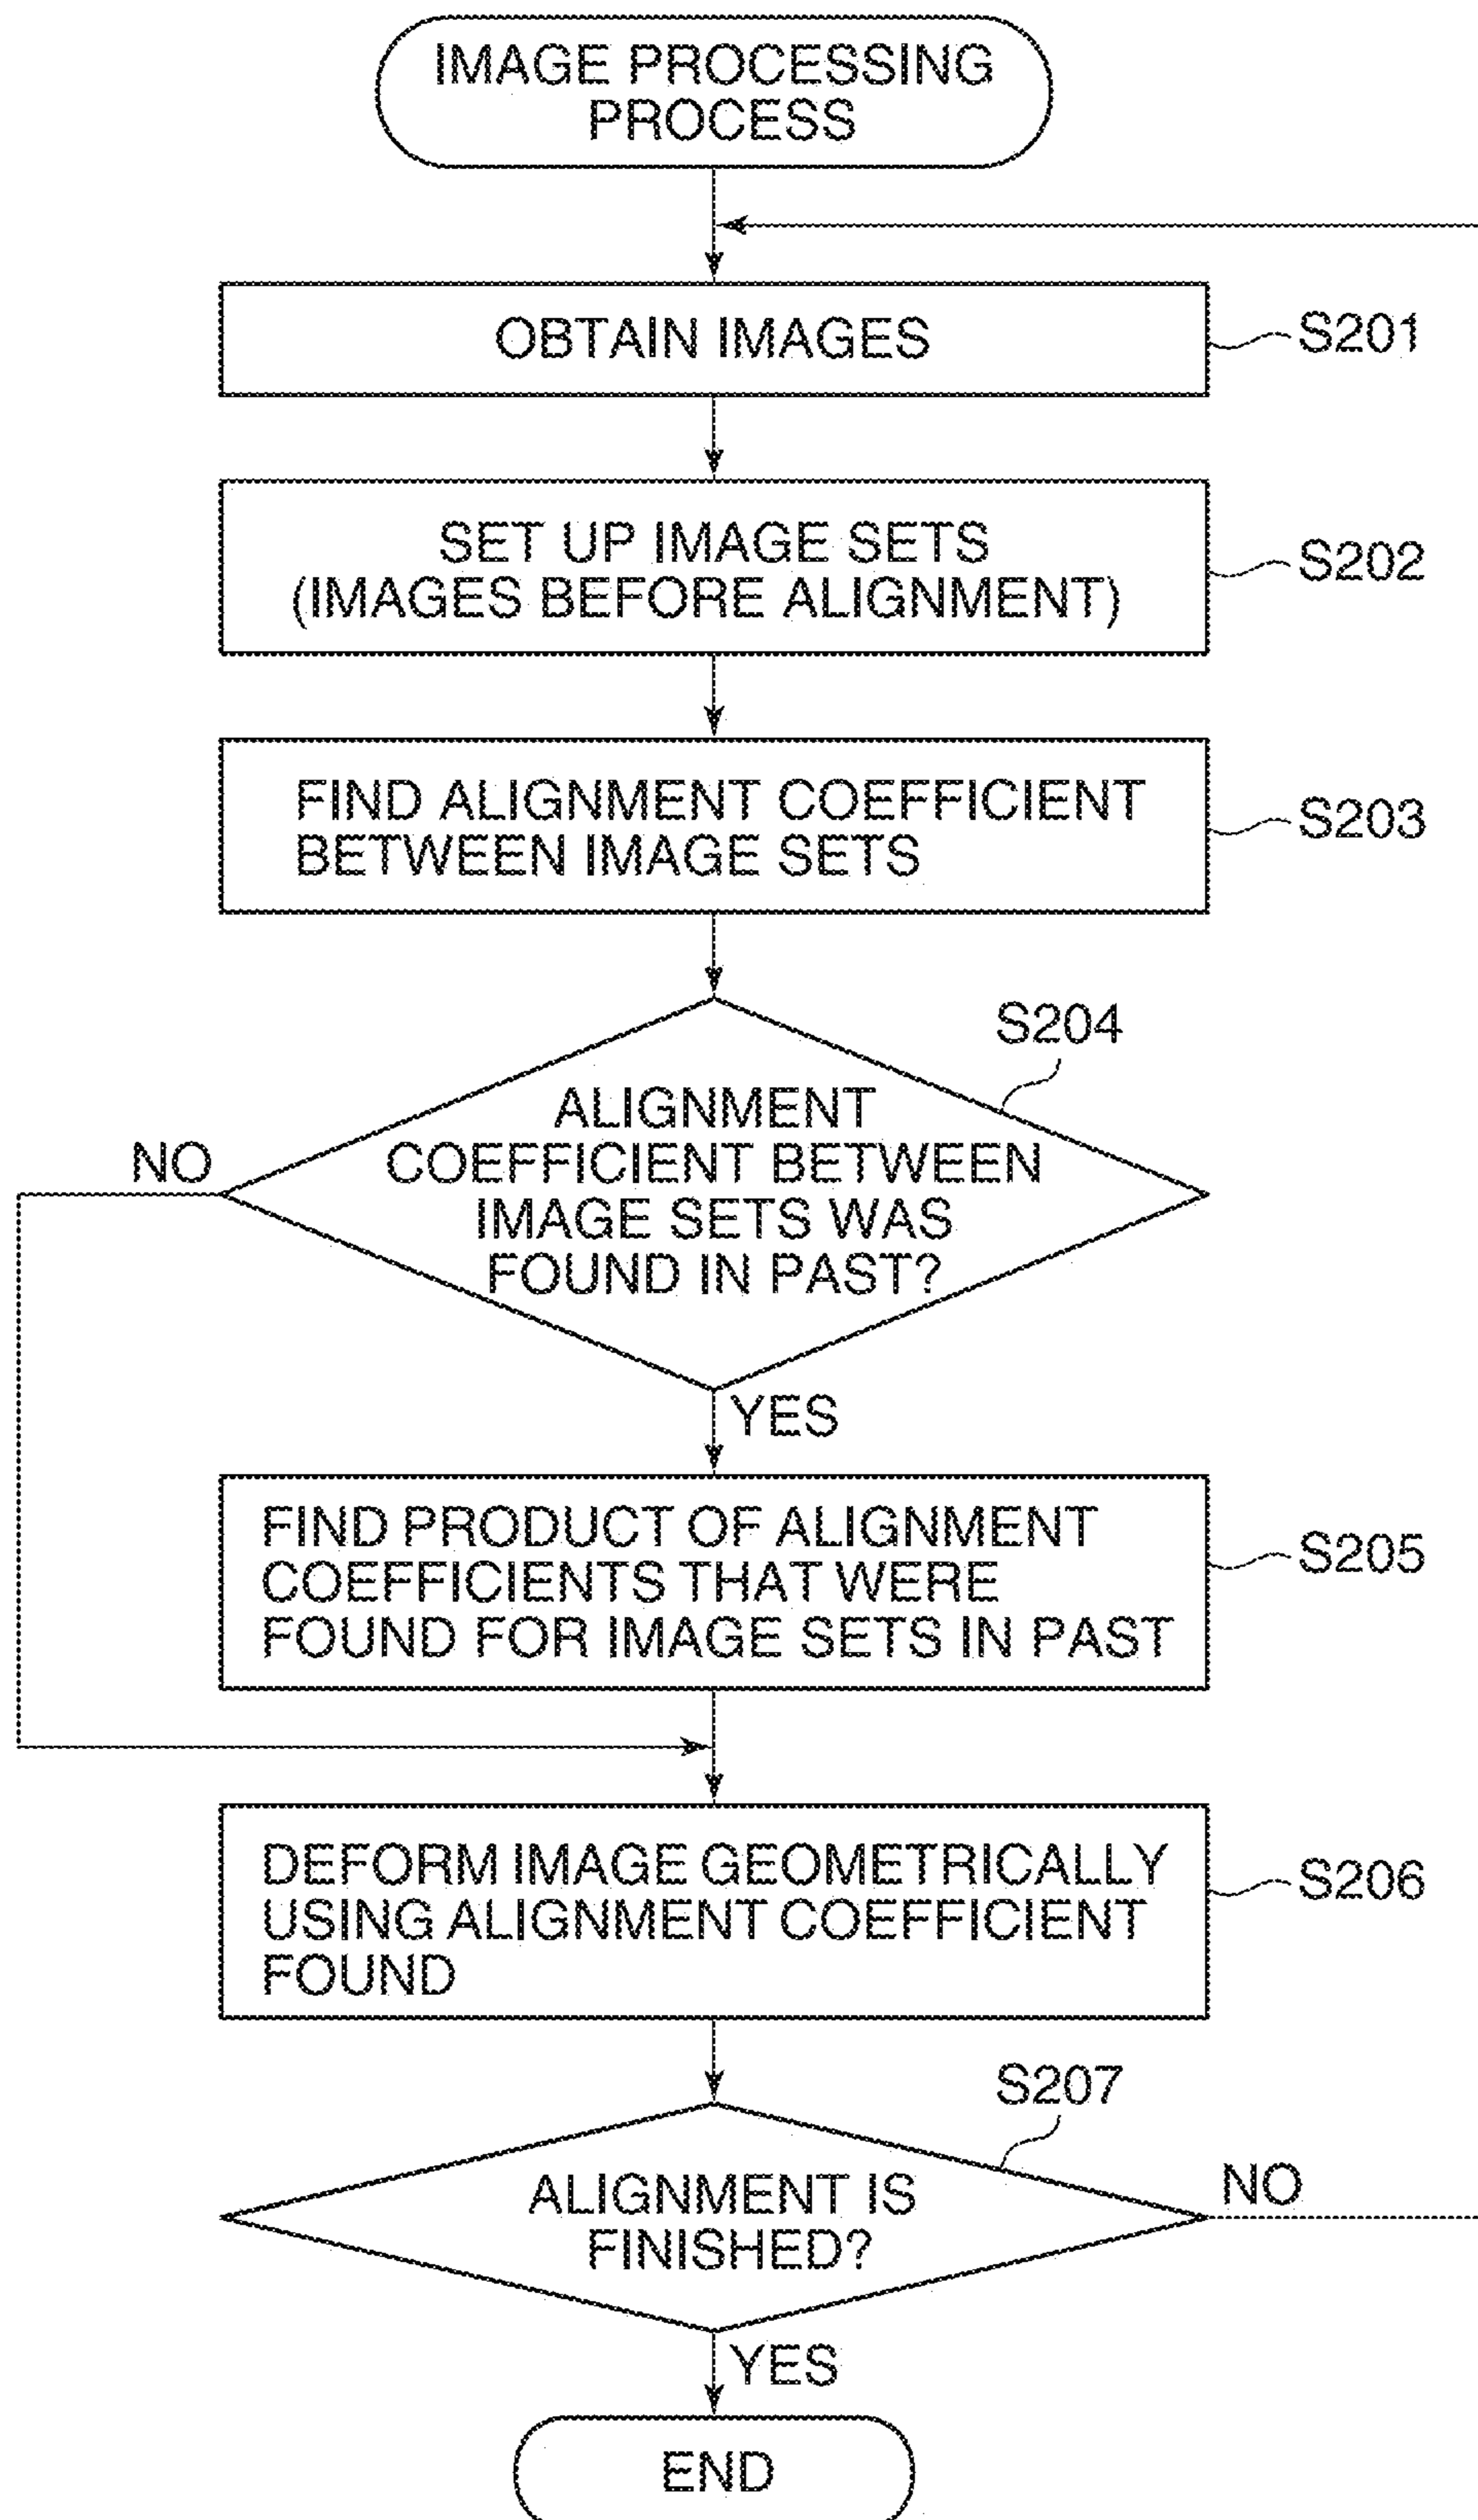 IMAGE PROCESSING
PROCESS
OBTAIN IMAGES
S201
SET UP IMAGE SETS
(IMAGES BEFORE ALIGNMENT)
S202
FIND ALIGNMENT COEFFICIENT
BETWEEN IMAGE SETS
S203
S204
ALIGNMENT
COEFFICIENT BETWEEN
IMAGE SETS WAS
FOUND IN PAST?
NO
YES
FIND PRODUCT OF ALIGNMENT
COEFFICIENTS THAT WERE
FOUND FOR IMAGE SETS IN PAST
S205
DEFORM IMAGE GEOMETRICALLY
USING ALIGNMENT COEFFICIENT
FOUND
S206
S207
ALIGNMENT IS
FINISHED?
NO
YES
END